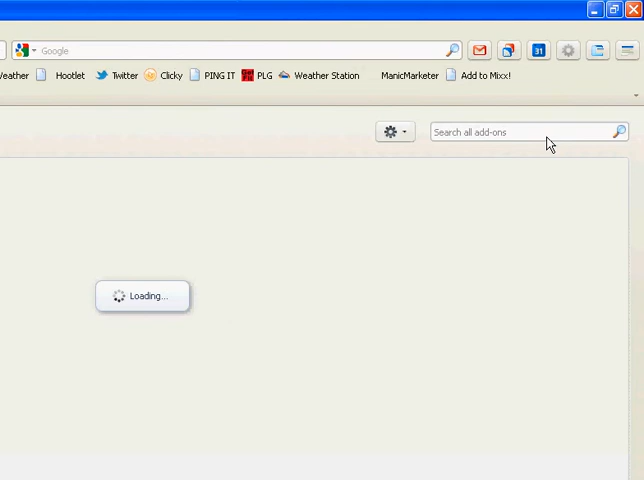 Google
31
Weather Hootlet Twitter Clicky PING IT PLG Weather Station ManicMarketer Add to Mixx!
Search all add-ons
Loading...